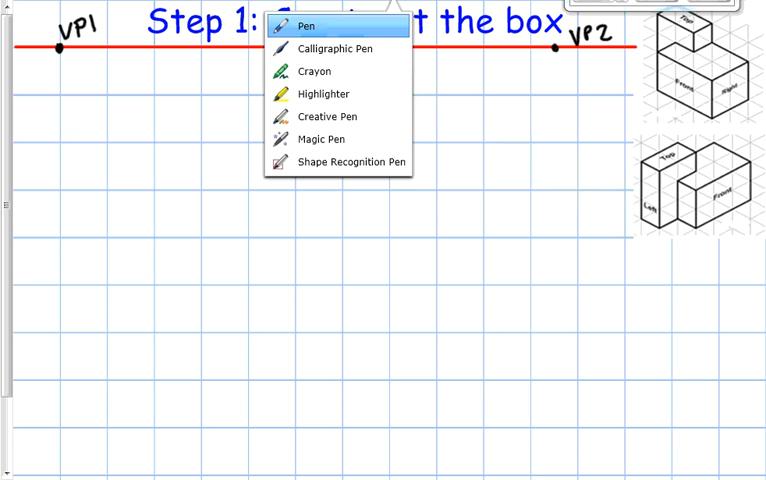 VP1
Step 1: t the box
VP2
Pen
Calligraphic Pen
Crayon
Highlighter
Creative Pen
Magic Pen
Shape Recognition Pen
Top
Front
Right
Top
Left
Front